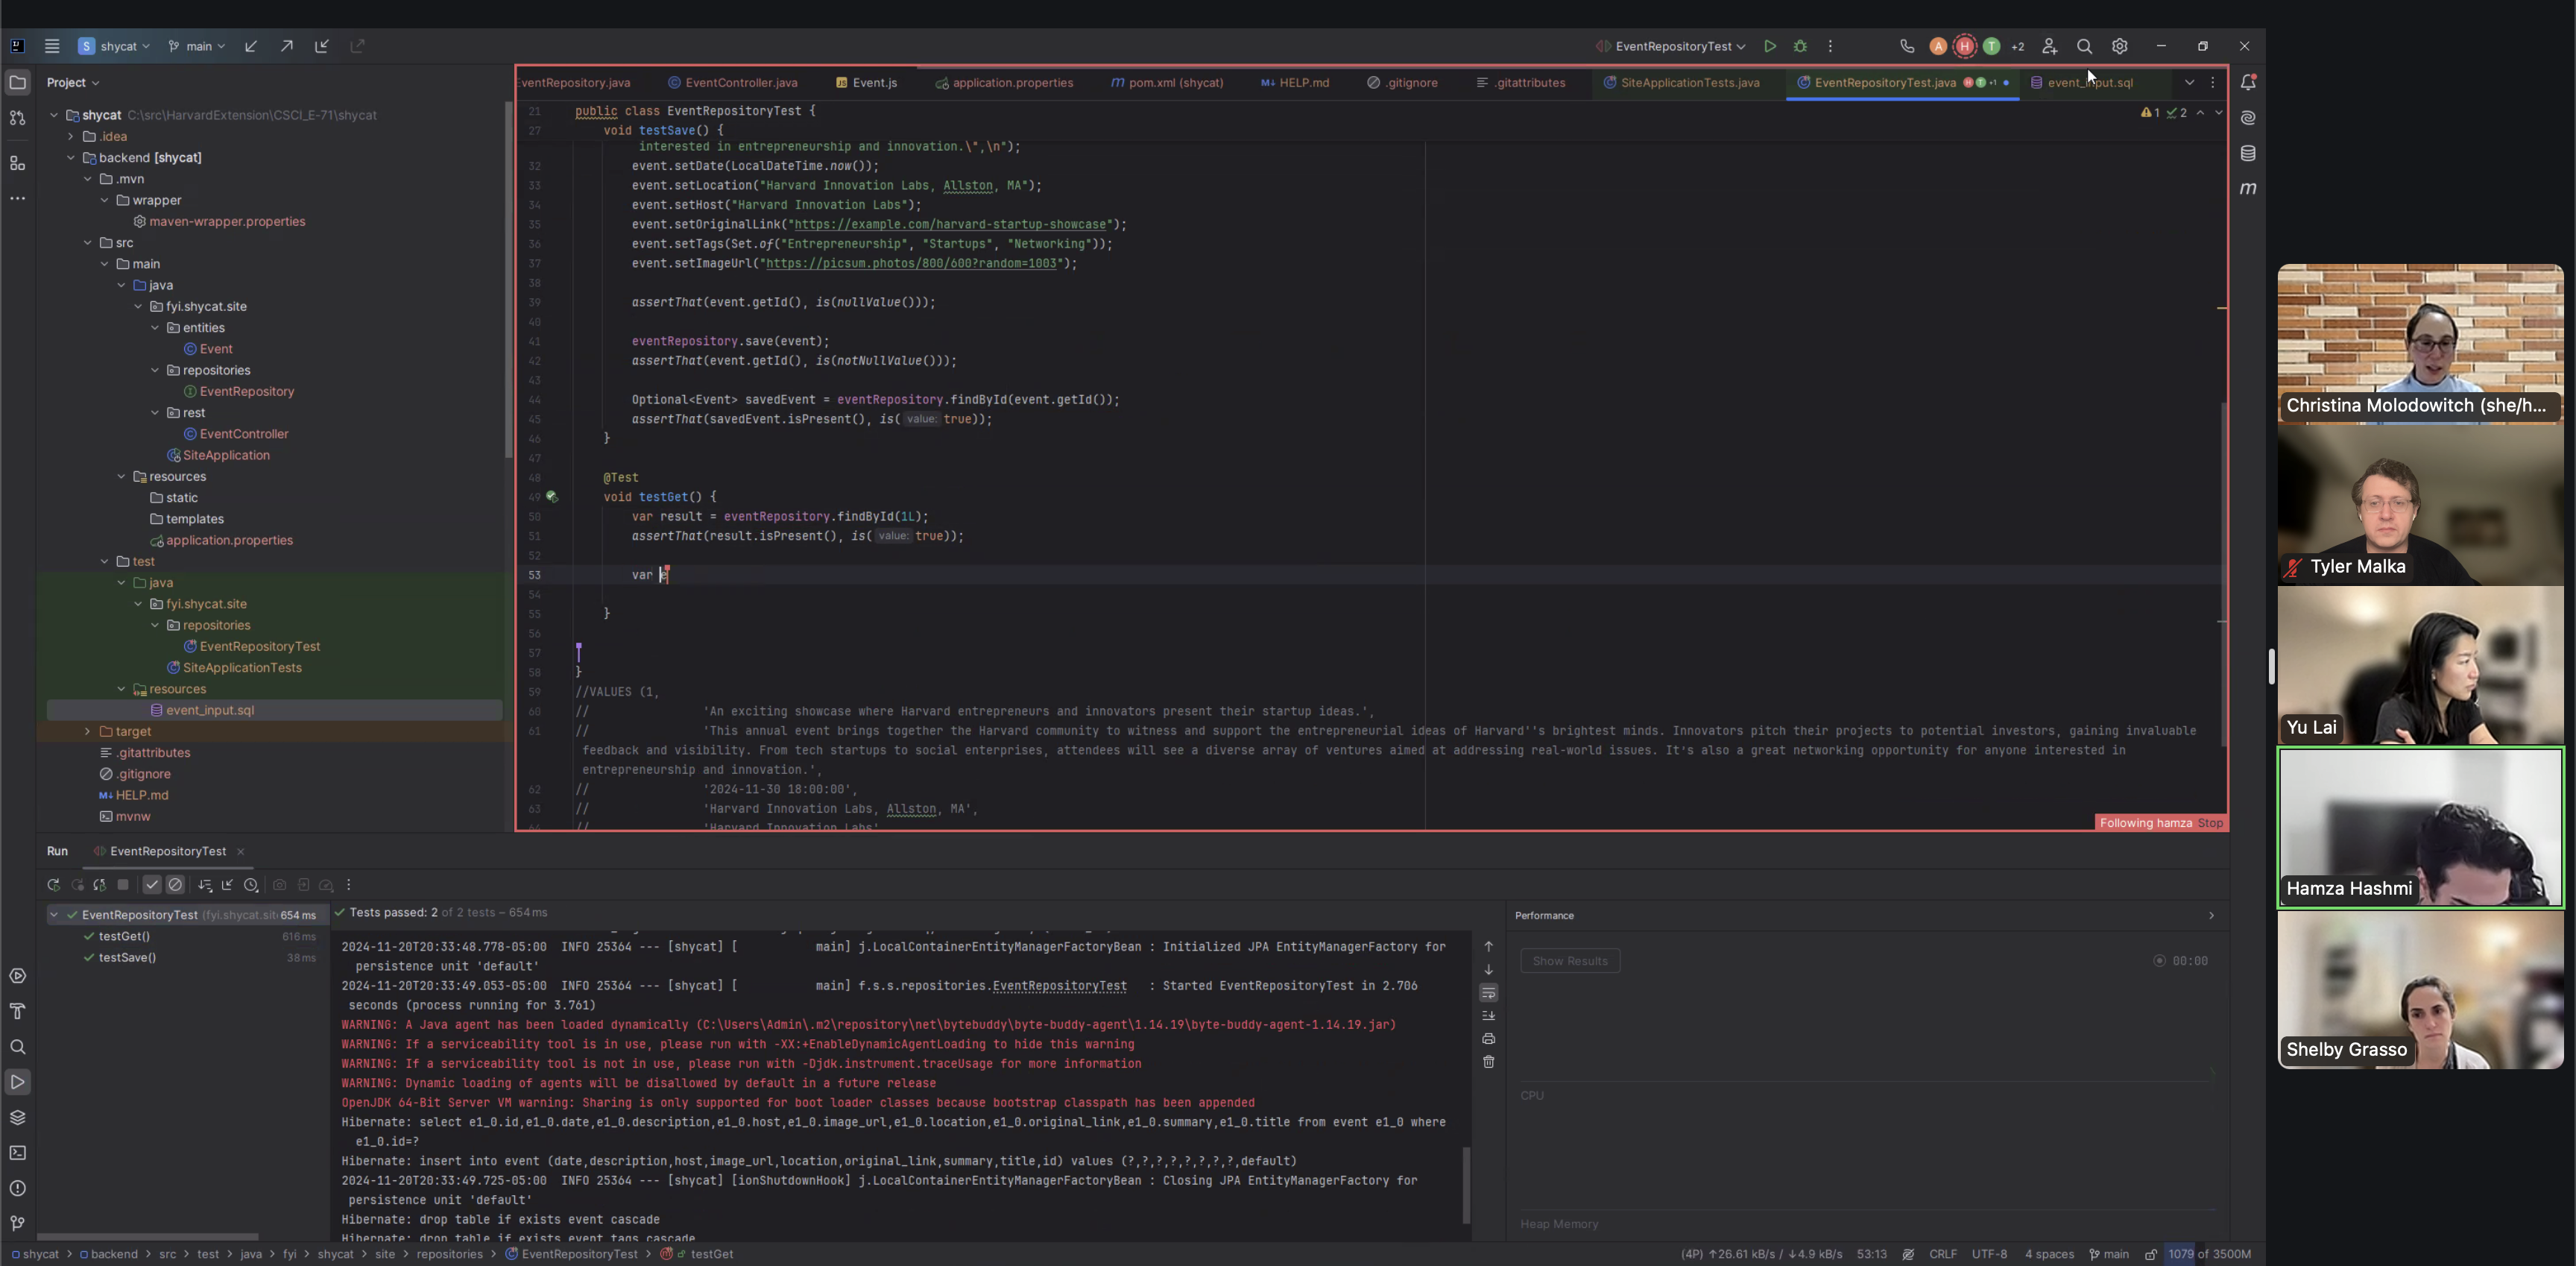 S shycat main EventRepositoryTest A H T +2
Project
EventRepository.java EventController.java Event.js application.properties pom.xml (shycat) HELP.md .gitignore .gitattributes SiteApplicationTests.java EventRepositoryTest.java H T +1 event_input.sql
shycat C:\src\HarvardExtension\CSCI_E-71\shycat
.idea
backend [shycat]
.mvn
wrapper
maven-wrapper.properties
src
main
java
fyi.shycat.site
entities
Event
repositories
EventRepository
rest
EventController
SiteApplication
resources
static
templates
application.properties
test
java
fyi.shycat.site
repositories
EventRepositoryTest
SiteApplicationTests
resources
event_input.sql
target
.gitattributes
.gitignore
HELP.md
mvnw
1 2
21 public class EventRepositoryTest {
27 void testSave() {
interested in entrepreneurship and innovation.\",\n");
32 event.setDate(LocalDateTime.now());
33 event.setLocation("Harvard Innovation Labs, Allston, MA");
34 event.setHost("Harvard Innovation Labs");
35 event.setOriginalLink("https://example.com/harvard-startup-showcase");
36 event.setTags(Set.of("Entrepreneurship", "Startups", "Networking"));
37 event.setImageUrl("https://picsum.photos/800/600?random=1003");
38
39 assertThat(event.getId(), is(nullValue()));
40
41 eventRepository.save(event);
42 assertThat(event.getId(), is(notNullValue()));
43
44 Optional<Event> savedEvent = eventRepository.findById(event.getId());
45 assertThat(savedEvent.isPresent(), is( value: true));
46 }
47
48 @Test
49 void testGet() {
50 var result = eventRepository.findById(1L);
51 assertThat(result.isPresent(), is( value: true));
52
53 var e
54
55 }
56
57
58 }
59 //VALUES (1,
60 // 'An exciting showcase where Harvard entrepreneurs and innovators present their startup ideas.',
61 // 'This annual event brings together the Harvard community to witness and support the entrepreneurial ideas of Harvard''s brightest minds. Innovators pitch their projects to potential investors, gaining invaluable
feedback and visibility. From tech startups to social enterprises, attendees will see a diverse array of ventures aimed at addressing real-world issues. It's also a great networking opportunity for anyone interested in
entrepreneurship and innovation.',
62 // '2024-11-30 18:00:00',
63 // 'Harvard Innovation Labs, Allston, MA',
64 // 'Harvard Innovation Labs'
Following hamza Stop
Run EventRepositoryTest
EventRepositoryTest (fyi.shycat.sit 654 ms
testGet() 616 ms
testSave() 38 ms
Tests passed: 2 of 2 tests – 654 ms
2024-11-20T20:33:48.778-05:00 INFO 25364 --- [shycat] [ main] j.LocalContainerEntityManagerFactoryBean : Initialized JPA EntityManagerFactory for
persistence unit 'default'
2024-11-20T20:33:49.053-05:00 INFO 25364 --- [shycat] [ main] f.s.s.repositories.EventRepositoryTest : Started EventRepositoryTest in 2.706
seconds (process running for 3.761)
WARNING: A Java agent has been loaded dynamically (C:\Users\Admin\.m2\repository\net\bytebuddy\byte-buddy-agent\1.14.19\byte-buddy-agent-1.14.19.jar)
WARNING: If a serviceability tool is in use, please run with -XX:+EnableDynamicAgentLoading to hide this warning
WARNING: If a serviceability tool is not in use, please run with -Djdk.instrument.traceUsage for more information
WARNING: Dynamic loading of agents will be disallowed by default in a future release
OpenJDK 64-Bit Server VM warning: Sharing is only supported for boot loader classes because bootstrap classpath has been appended
Hibernate: select e1_0.id,e1_0.date,e1_0.description,e1_0.host,e1_0.image_url,e1_0.location,e1_0.original_link,e1_0.summary,e1_0.title from event e1_0 where
e1_0.id=?
Hibernate: insert into event (date,description,host,image_url,location,original_link,summary,title,id) values (?,?,?,?,?,?,?,?,default)
2024-11-20T20:33:49.725-05:00 INFO 25364 --- [shycat] [ionShutdownHook] j.LocalContainerEntityManagerFactoryBean : Closing JPA EntityManagerFactory for
persistence unit 'default'
Hibernate: drop table if exists event cascade
Hibernate: drop table if exists event_tags cascade
Performance
Show Results 00:00
CPU
Heap Memory
shycat > backend > src > test > java > fyi > shycat > site > repositories > EventRepositoryTest > testGet
(4P) ↑26.61 kB/s / ↓4.9 kB/s 53:13 CRLF UTF-8 4 spaces main 1079 of 3500M
Christina Molodowitch (she/h...
Tyler Malka
Yu Lai
Hamza Hashmi
Shelby Grasso